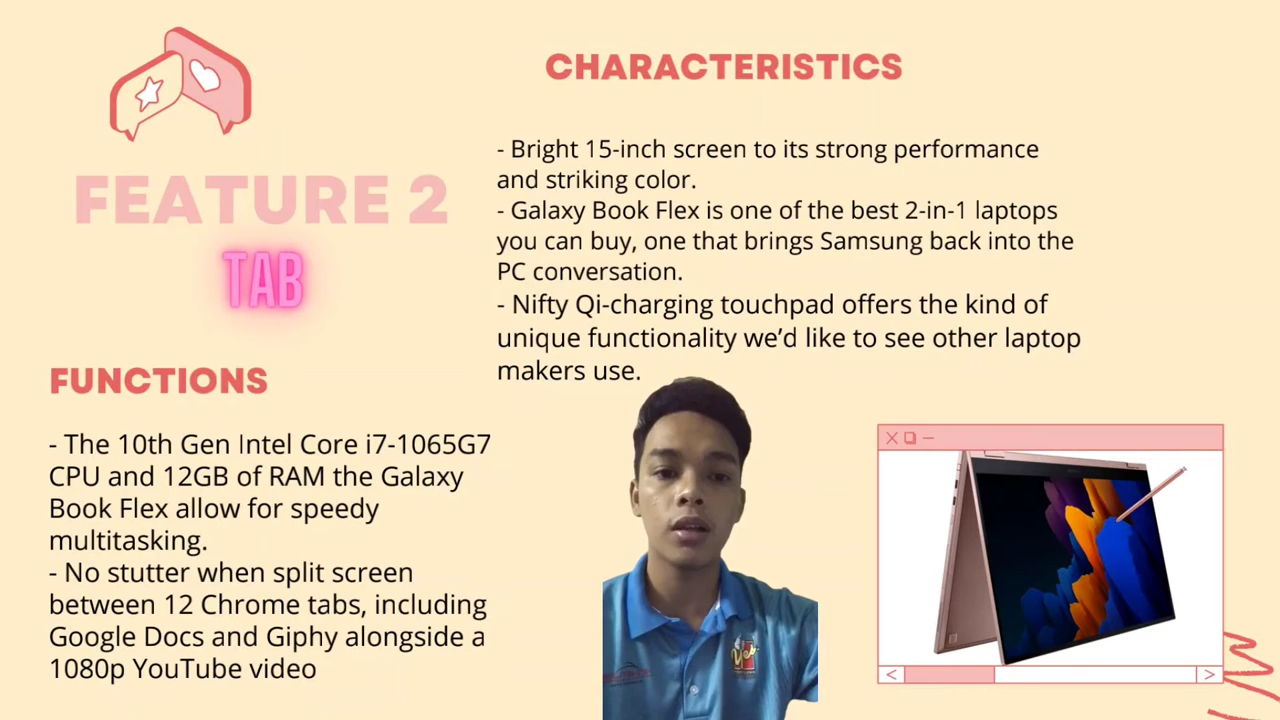 FEATURE 2
TAB
CHARACTERISTICS
- Bright 15-inch screen to its strong performance
and striking color.
- Galaxy Book Flex is one of the best 2-in-1 laptops
you can buy, one that brings Samsung back into the
PC conversation.
- Nifty Qi-charging touchpad offers the kind of
unique functionality we’d like to see other laptop
makers use.
FUNCTIONS
- The 10th Gen Intel Core i7-1065G7
CPU and 12GB of RAM the Galaxy
Book Flex allow for speedy
multitasking.
- No stutter when split screen
between 12 Chrome tabs, including
Google Docs and Giphy alongside a
1080p YouTube video